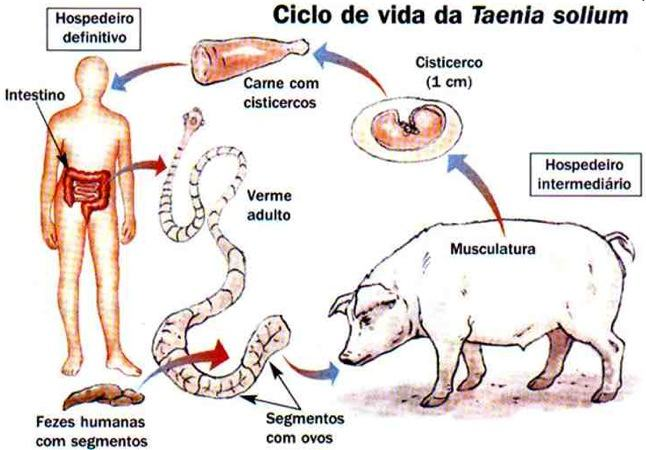 Ciclo de vida da Taenia solium
Hospedeiro
definitivo
Intestino
Carne com
cisticercos
Cisticerco
(1 cm)
Verme
adulto
Hospedeiro
intermediário
Musculatura
Fezes humanas
com segmentos
Segmentos
com ovos